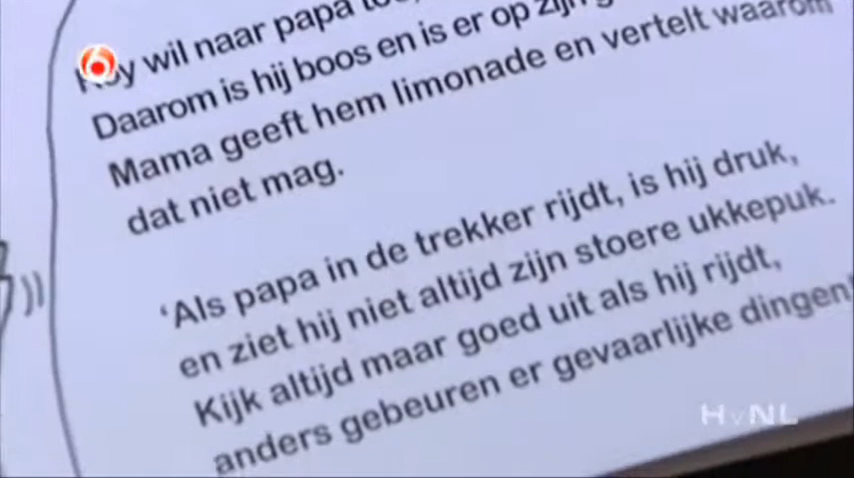 wil naar papa
Daarom is hij boos en is er op zijn
Mama geeft hem limonade en vertelt waarom
dat niet mag.
‘Als papa in de trekker rijdt, is hij druk,
en ziet hij niet altijd zijn stoere ukkepuk.
Kijk altijd maar goed uit als hij rijdt,
anders gebeuren er gevaarlijke dingen
HvNL